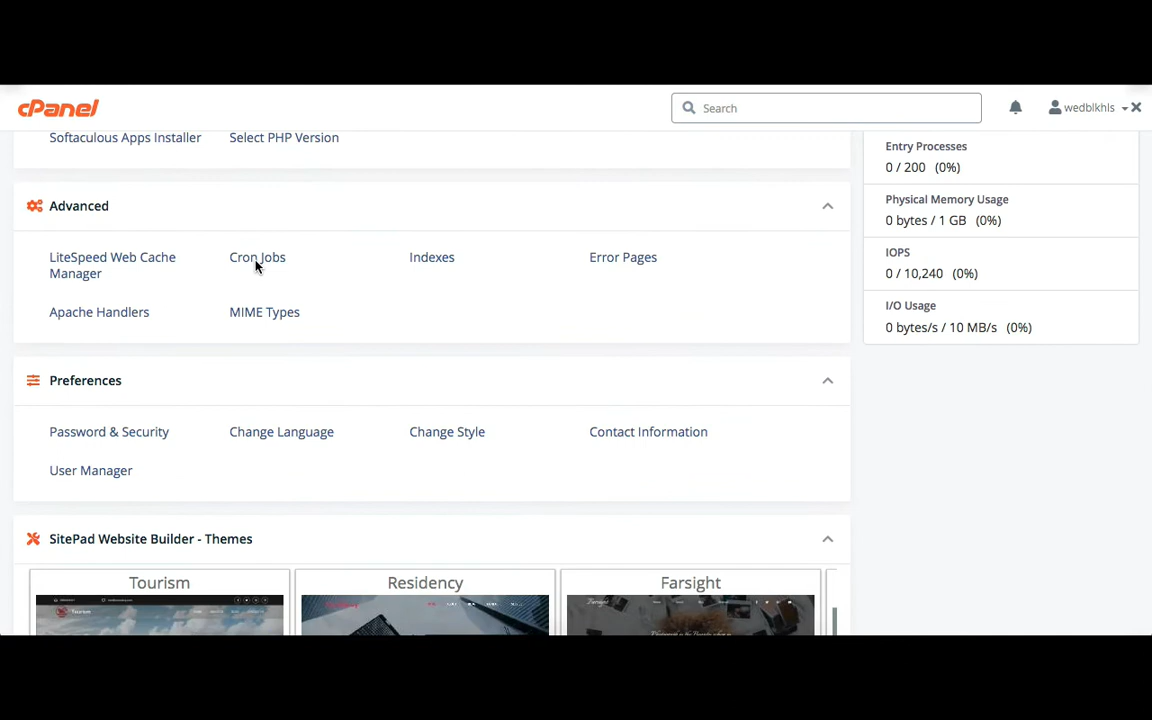 cPanel
Search
wedblkhls
Softaculous Apps Installer
Select PHP Version
Advanced
LiteSpeed Web Cache
Manager
Cron Jobs
Indexes
Error Pages
Apache Handlers
MIME Types
Preferences
Password & Security
Change Language
Change Style
Contact Information
User Manager
SitePad Website Builder - Themes
Tourism
Residency
Farsight
Entry Processes
0 / 200 (0%)
Physical Memory Usage
0 bytes / 1 GB (0%)
IOPS
0 / 10,240 (0%)
I/O Usage
0 bytes/s / 10 MB/s (0%)